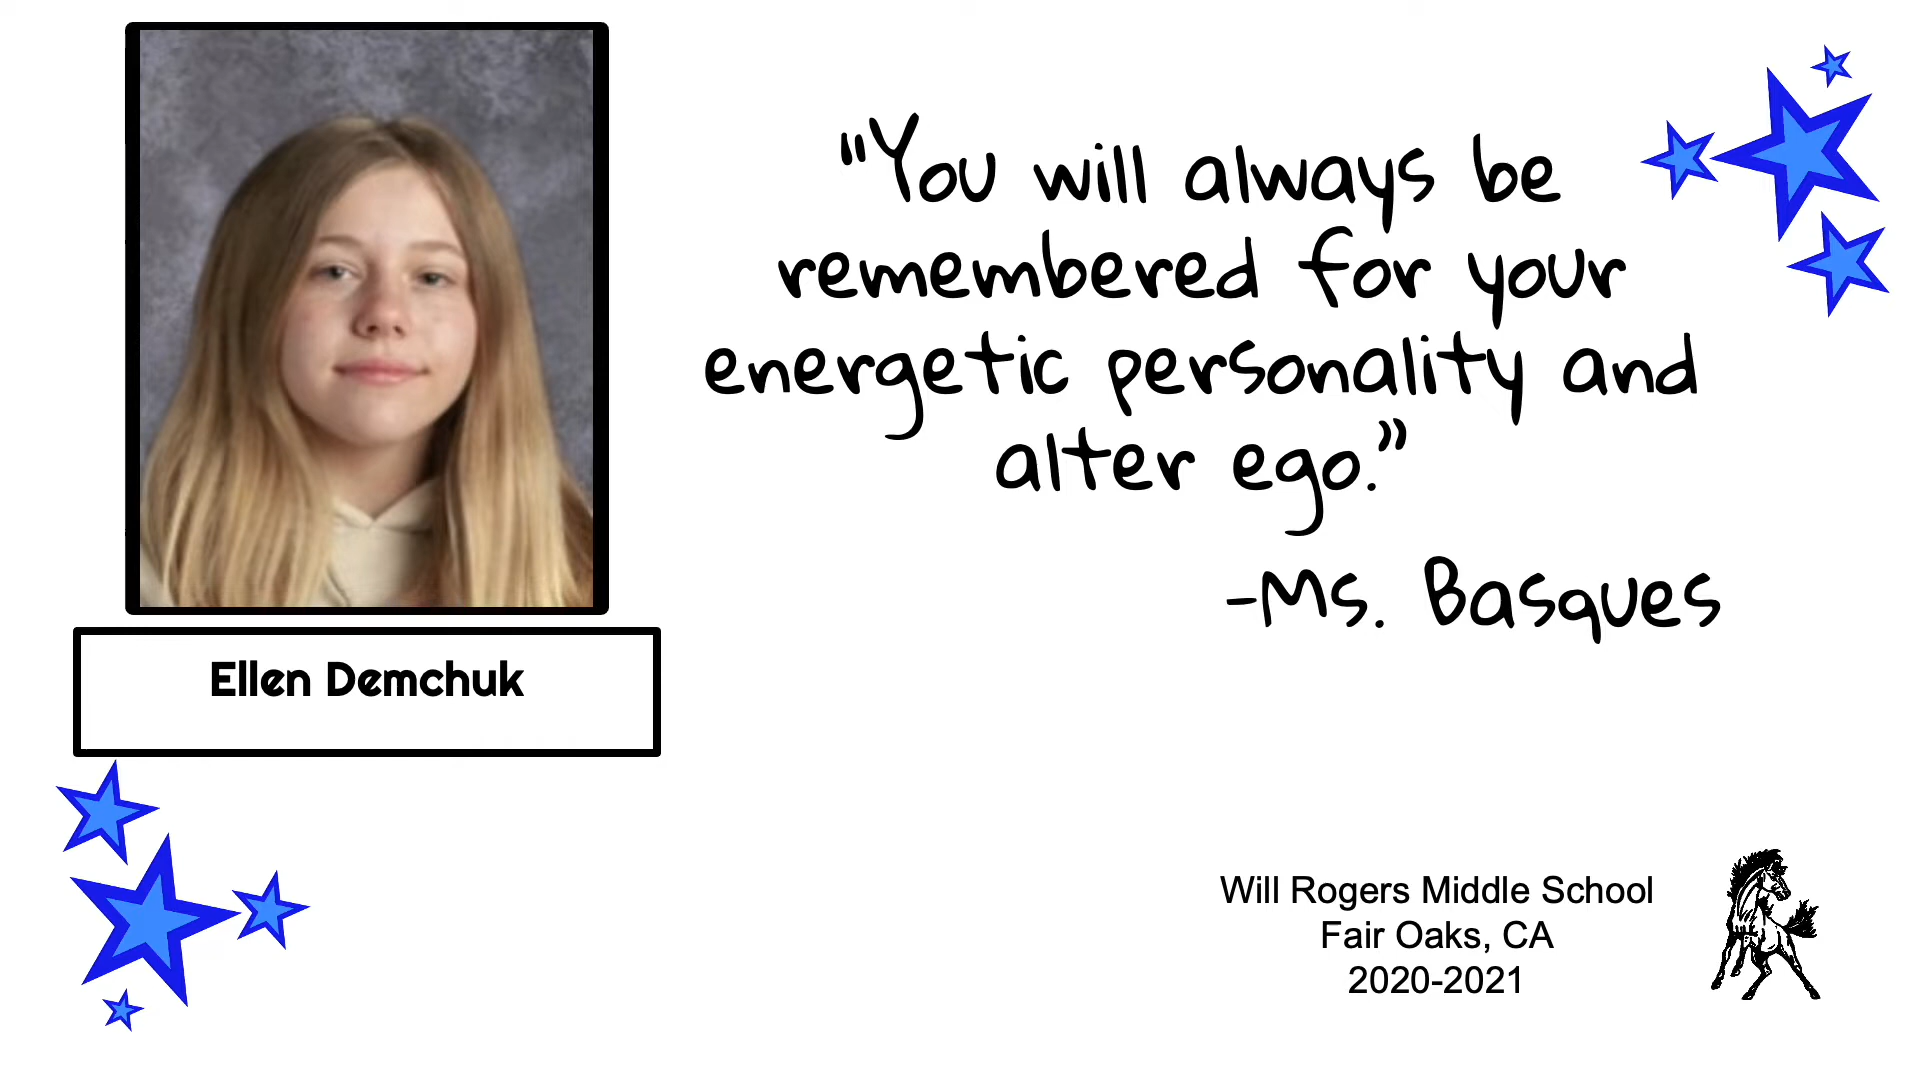 "You will always be
remembered for your
energetic personality and
alter ego.”
-Ms. Basques
Ellen Demchuk
Will Rogers Middle School
Fair Oaks, CA
2020-2021